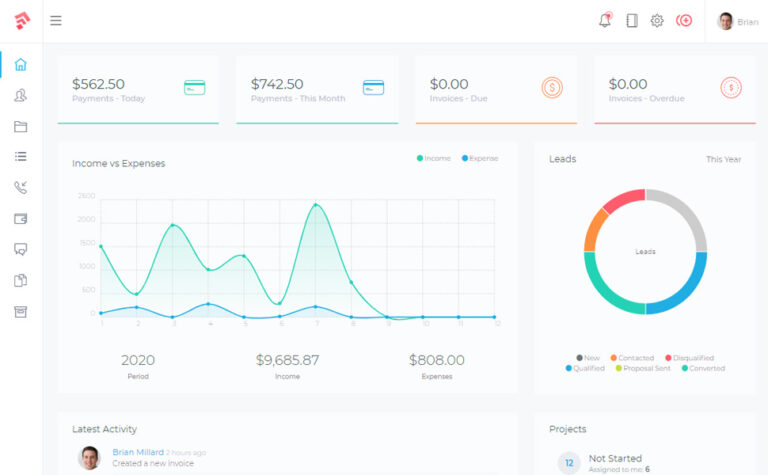 Brian
$562.50
Payments - Today
$742.50
Payments - This Month
$0.00
Invoices - Due
$0.00
Invoices - Overdue
Income vs Expenses
Income Expense
2500
2000
1500
1000
500
0
1 2 3 4 5 6 7 8 9 10 11 12
2020
Period
$9,685.87
Income
$808.00
Expenses
Leads
This Year
Leads
New Contacted Disqualified
Qualified Proposal Sent Converted
Latest Activity
Brian Millard 2 hours ago
Created a new invoice
Projects
12
Not Started
Assigned to me: 6